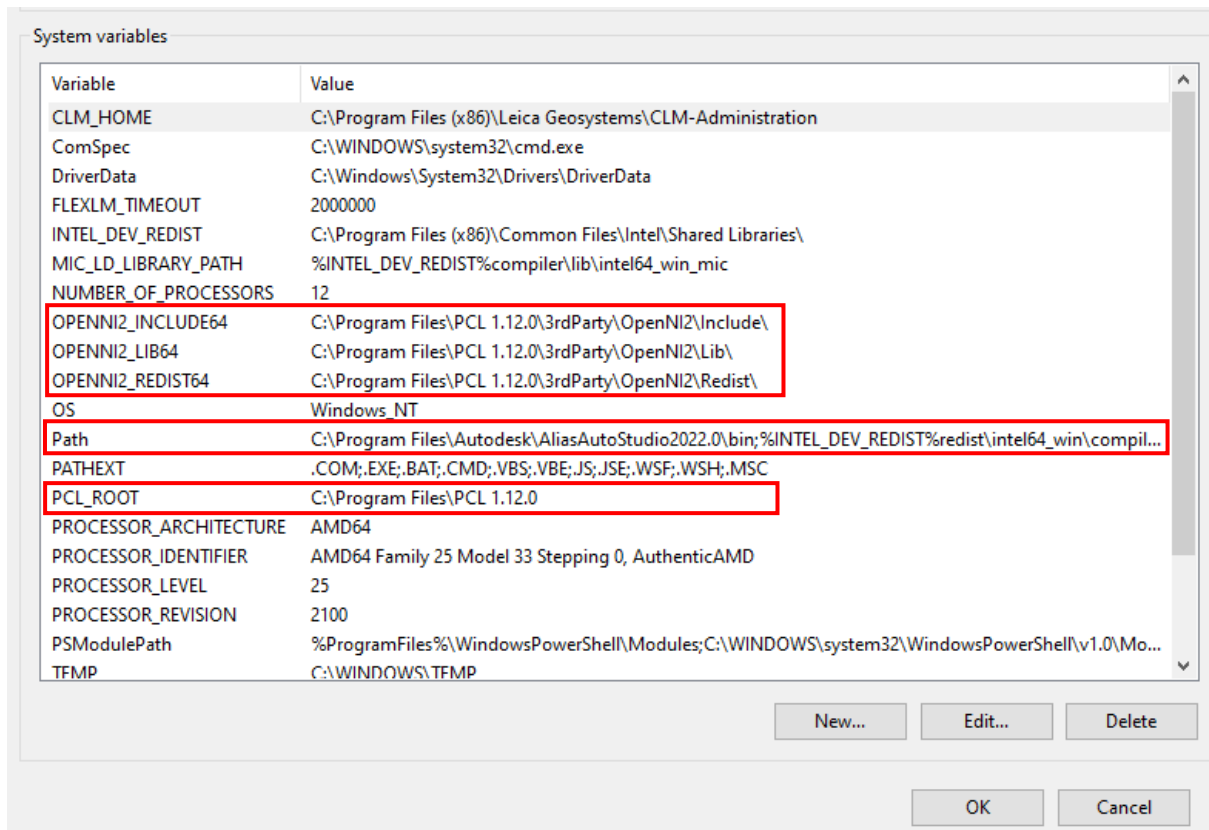 System variables
Variable Value
CLM_HOME C:\Program Files (x86)\Leica Geosystems\CLM-Administration
ComSpec C:\WINDOWS\system32\cmd.exe
DriverData C:\Windows\System32\Drivers\DriverData
FLEXLM_TIMEOUT 2000000
INTEL_DEV_REDIST C:\Program Files (x86)\Common Files\Intel\Shared Libraries\
MIC_LD_LIBRARY_PATH %INTEL_DEV_REDIST%compiler\lib\intel64_win_mic
NUMBER_OF_PROCESSORS 12
OPENNI2_INCLUDE64 C:\Program Files\PCL 1.12.0\3rdParty\OpenNI2\Include\
OPENNI2_LIB64 C:\Program Files\PCL 1.12.0\3rdParty\OpenNI2\Lib\
OPENNI2_REDIST64 C:\Program Files\PCL 1.12.0\3rdParty\OpenNI2\Redist\
OS Windows_NT
Path C:\Program Files\Autodesk\AliasAutoStudio2022.0\bin;%INTEL_DEV_REDIST%redist\intel64_win\compil...
PATHEXT .COM;.EXE;.BAT;.CMD;.VBS;.VBE;.JS;.JSE;.WSF;.WSH;.MSC
PCL_ROOT C:\Program Files\PCL 1.12.0
PROCESSOR_ARCHITECTURE AMD64
PROCESSOR_IDENTIFIER AMD64 Family 25 Model 33 Stepping 0, AuthenticAMD
PROCESSOR_LEVEL 25
PROCESSOR_REVISION 2100
PSModulePath %ProgramFiles%\WindowsPowerShell\Modules;C:\WINDOWS\system32\WindowsPowerShell\v1.0\Mo...
TEMP C:\WINDOWS\TEMP
New... Edit... Delete
OK Cancel